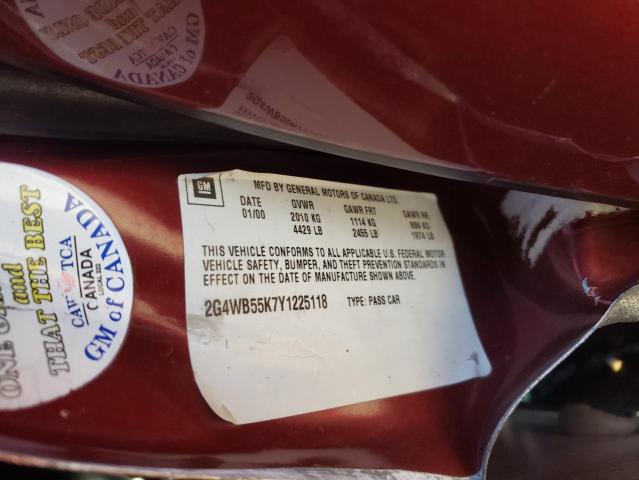 GM
MFD BY GENERAL MOTORS OF CANADA LTD.
DATE GVWR GAWR FRT GAWR RR
01/00 2010 KG 1114 KG 896 KG
4429 LB 2455 LB 1974 LB
THIS VEHICLE CONFORMS TO ALL APPLICABLE U.S. FEDERAL MOTOR
VEHICLE SAFETY, BUMPER, AND THEFT PREVENTION STANDARDS IN
EFFECT ON THE DATE OF MANUFACTURE SHOWN ABOVE.
2G4WB55K7Y1225118 TYPE: PASS CAR
and
THAT THE BEST
CAW TCA
CANADA
GM of CANADA
GM of CANADA
CANADA